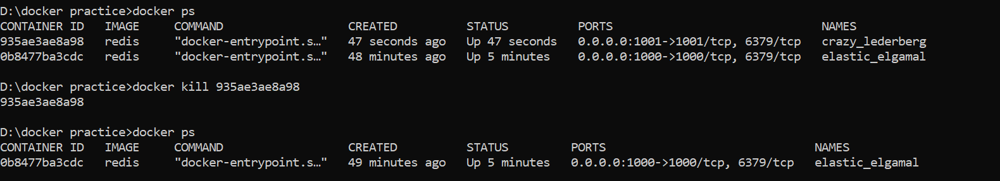 D:\docker practice>docker ps
CONTAINER ID   IMAGE     COMMAND                  CREATED          STATUS          PORTS                              NAMES
935ae3ae8a98   redis     "docker-entrypoint.s…"   47 seconds ago   Up 47 seconds   0.0.0.0:1001->1001/tcp, 6379/tcp   crazy_lederberg
0b8477ba3cdc   redis     "docker-entrypoint.s…"   48 minutes ago   Up 5 minutes    0.0.0.0:1000->1000/tcp, 6379/tcp   elastic_elgamal
D:\docker practice>docker kill 935ae3ae8a98
935ae3ae8a98
D:\docker practice>docker ps
CONTAINER ID   IMAGE     COMMAND                  CREATED          STATUS         PORTS                              NAMES
0b8477ba3cdc   redis     "docker-entrypoint.s…"   49 minutes ago   Up 5 minutes   0.0.0.0:1000->1000/tcp, 6379/tcp   elastic_elgamal